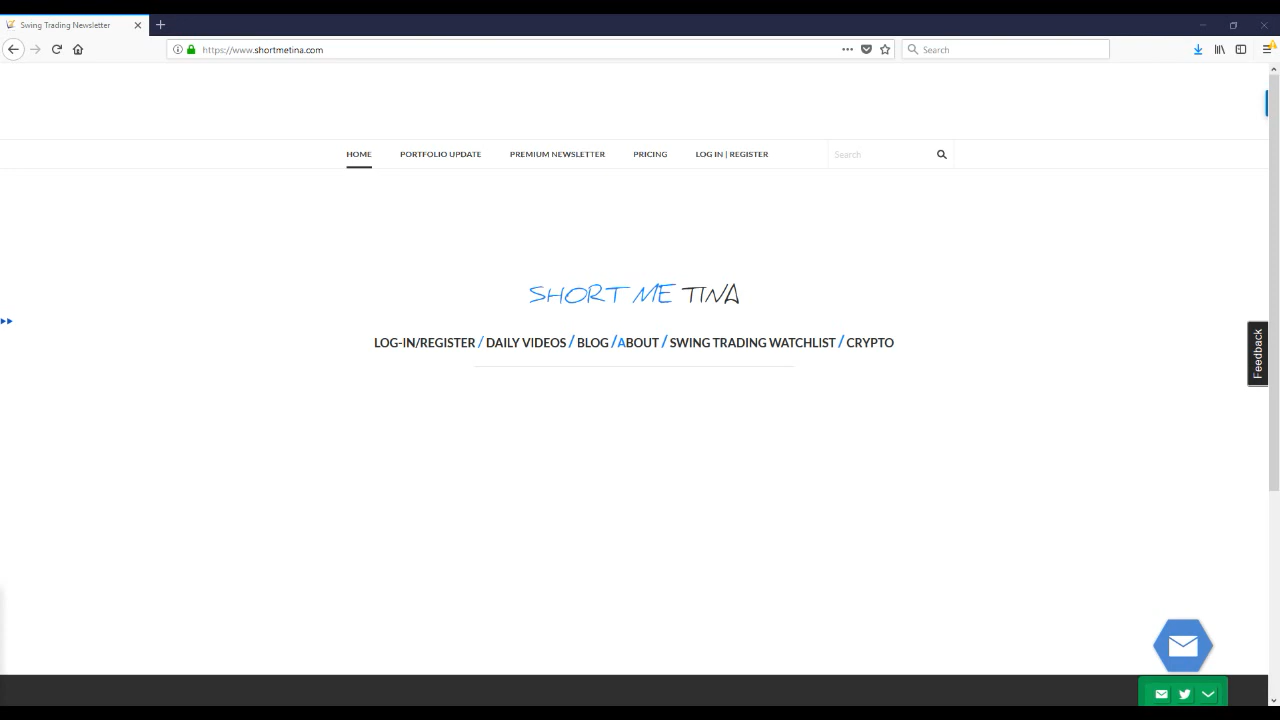 Swing Trading Newsletter
https://www.shortmetina.com
Search
HOME PORTFOLIO UPDATE PREMIUM NEWSLETTER PRICING LOG IN | REGISTER Search
SHORT ME TINA
LOG-IN/REGISTER / DAILY VIDEOS / BLOG /ABOUT / SWING TRADING WATCHLIST / CRYPTO
Feedback